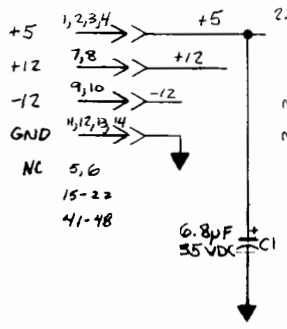 +5 1,2,3,4 +5
+12 7,8 +12
-12 9,10 -12
GND 11,12,13,14
NC 5,6
15-22
41-48
6.8µF +
35 VDC C1